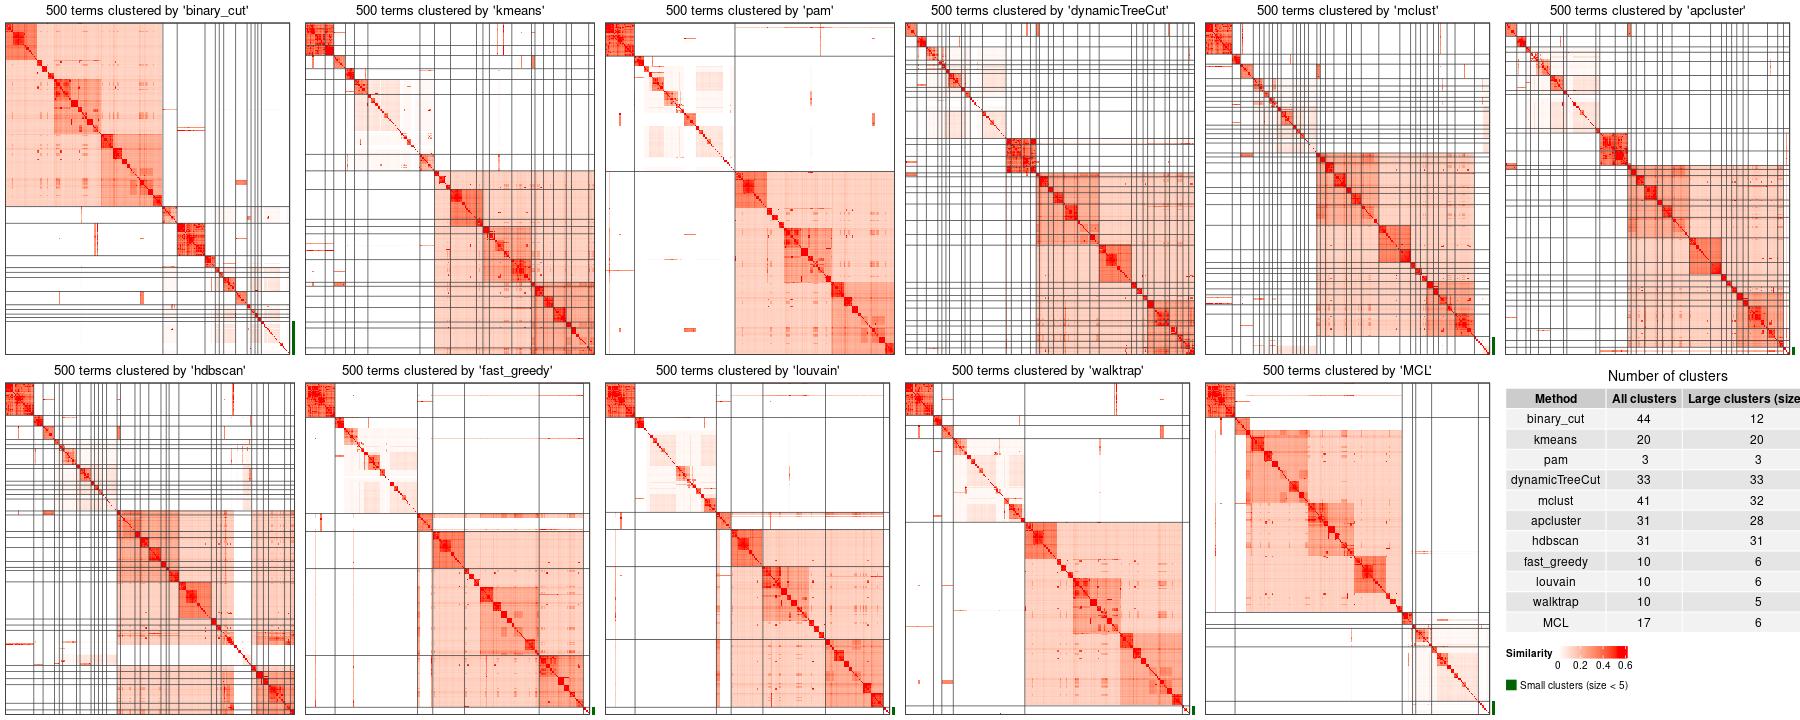 500 terms clustered by 'binary_cut'
500 terms clustered by 'kmeans'
500 terms clustered by 'pam'
500 terms clustered by 'dynamicTreeCut'
500 terms clustered by 'mclust'
500 terms clustered by 'apcluster'
500 terms clustered by 'hdbscan'
500 terms clustered by 'fast_greedy'
500 terms clustered by 'louvain'
500 terms clustered by 'walktrap'
500 terms clustered by 'MCL'
Number of clusters
Method All clusters Large clusters (size
binary_cut 44 12
kmeans 20 20
pam 3 3
dynamicTreeCut 33 33
mclust 41 32
apcluster 31 28
hdbscan 31 31
fast_greedy 10 6
louvain 10 6
walktrap 10 5
MCL 17 6
Similarity
0 0.2 0.4 0.6
Small clusters (size < 5)